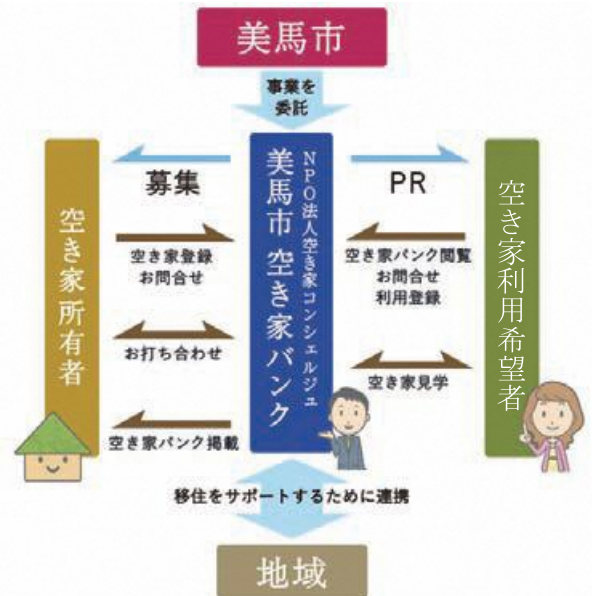 美馬市
事業を
委託
空き家所有者
募集
空き家登録
お問合せ
お打ち合わせ
空き家バンク掲載
NPO法人空き家コンシェルジュ
美馬市 空き家バンク
PR
空き家バンク閲覧
お問合せ
利用登録
空き家見学
空き家利用希望者
移住をサポートするために連携
地域